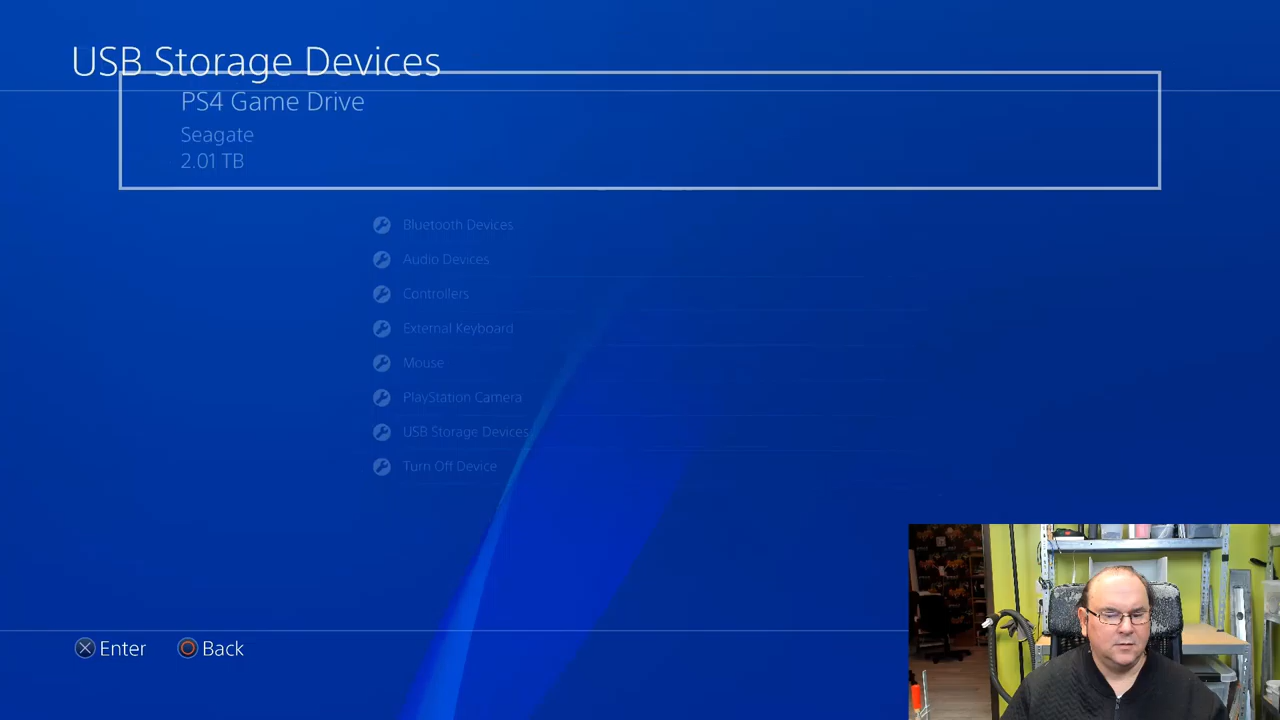 USB Storage Devices
PS4 Game Drive
Seagate
2.01 TB
Bluetooth Devices
Audio Devices
Controllers
External Keyboard
Mouse
PlayStation Camera
USB Storage Devices
Turn Off Device
Enter
Back